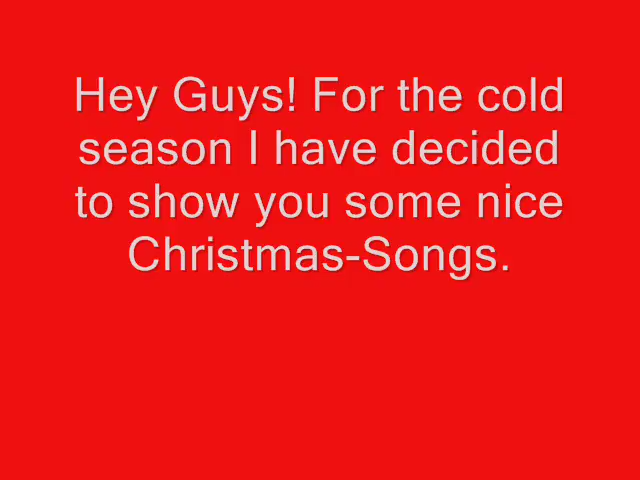 Hey Guys! For the cold
season I have decided
to show you some nice
Christmas-Songs.